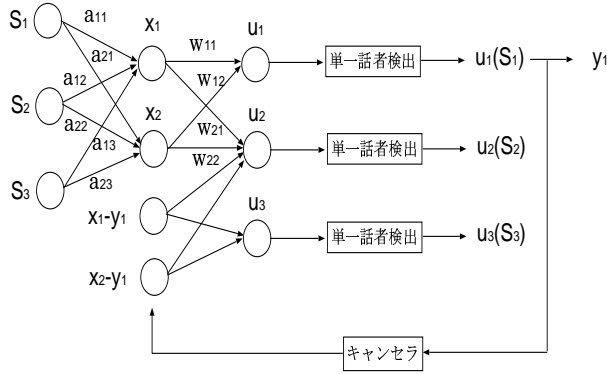 S1
a11
x1
w11
u1
単一話者検出
u1(S1)
y1
a21
w12
a12
S2
x2
w21
u2
単一話者検出
u2(S2)
a22
a13
w22
S3
a23
x1-y1
u3
単一話者検出
u3(S3)
x2-y1
キャンセラ